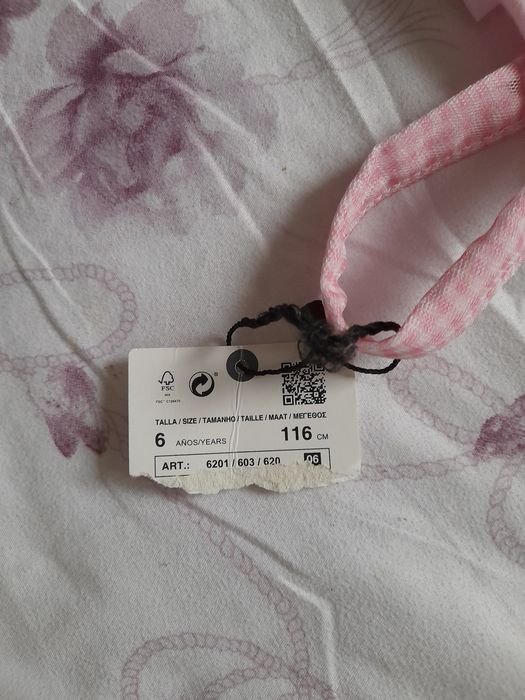 FSC
TALLA / SIZE / TAMANHO / TAILLE / MAAT / ΜΕΓΕΘΟΣ
6 AÑOS/YEARS 116 CM
ART.: 6201 / 603 / 620 06